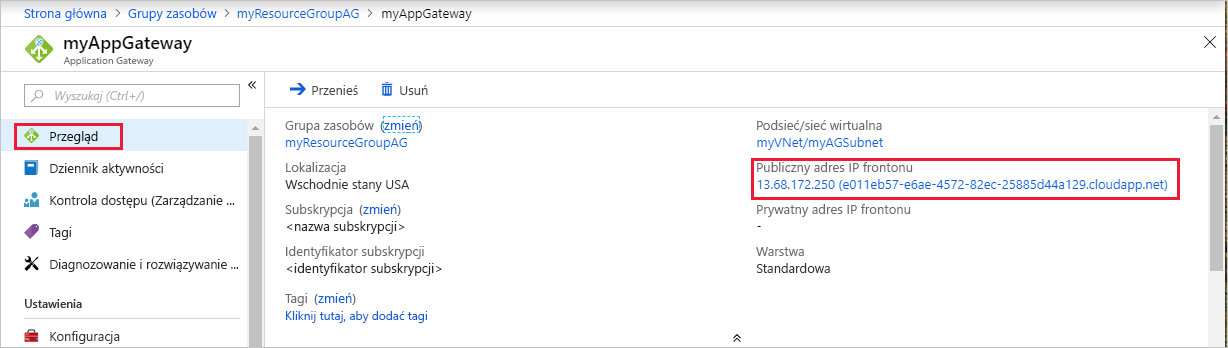 Strona główna > Grupy zasobów > myResourceGroupAG > myAppGateway
myAppGateway
Application Gateway
Wyszukaj (Ctrl+/)
Przegląd
Dziennik aktywności
Kontrola dostępu (Zarządzanie ...
Tagi
Diagnozowanie i rozwiązywanie ...
Ustawienia
Konfiguracja
Przenieś
Usuń
Grupa zasobów (zmień)
myResourceGroupAG
Lokalizacja
Wschodnie stany USA
Subskrypcja (zmień)
<nazwa subskrypcji>
Identyfikator subskrypcji
<identyfikator subskrypcji>
Tagi (zmień)
Kliknij tutaj, aby dodać tagi
Podsieć/sieć wirtualna
myVNet/myAGSubnet
Publiczny adres IP frontonu
13.68.172.250 (e011eb57-e6ae-4572-82ec-25885d44a129.cloudapp.net)
Prywatny adres IP frontonu
-
Warstwa
Standardowa